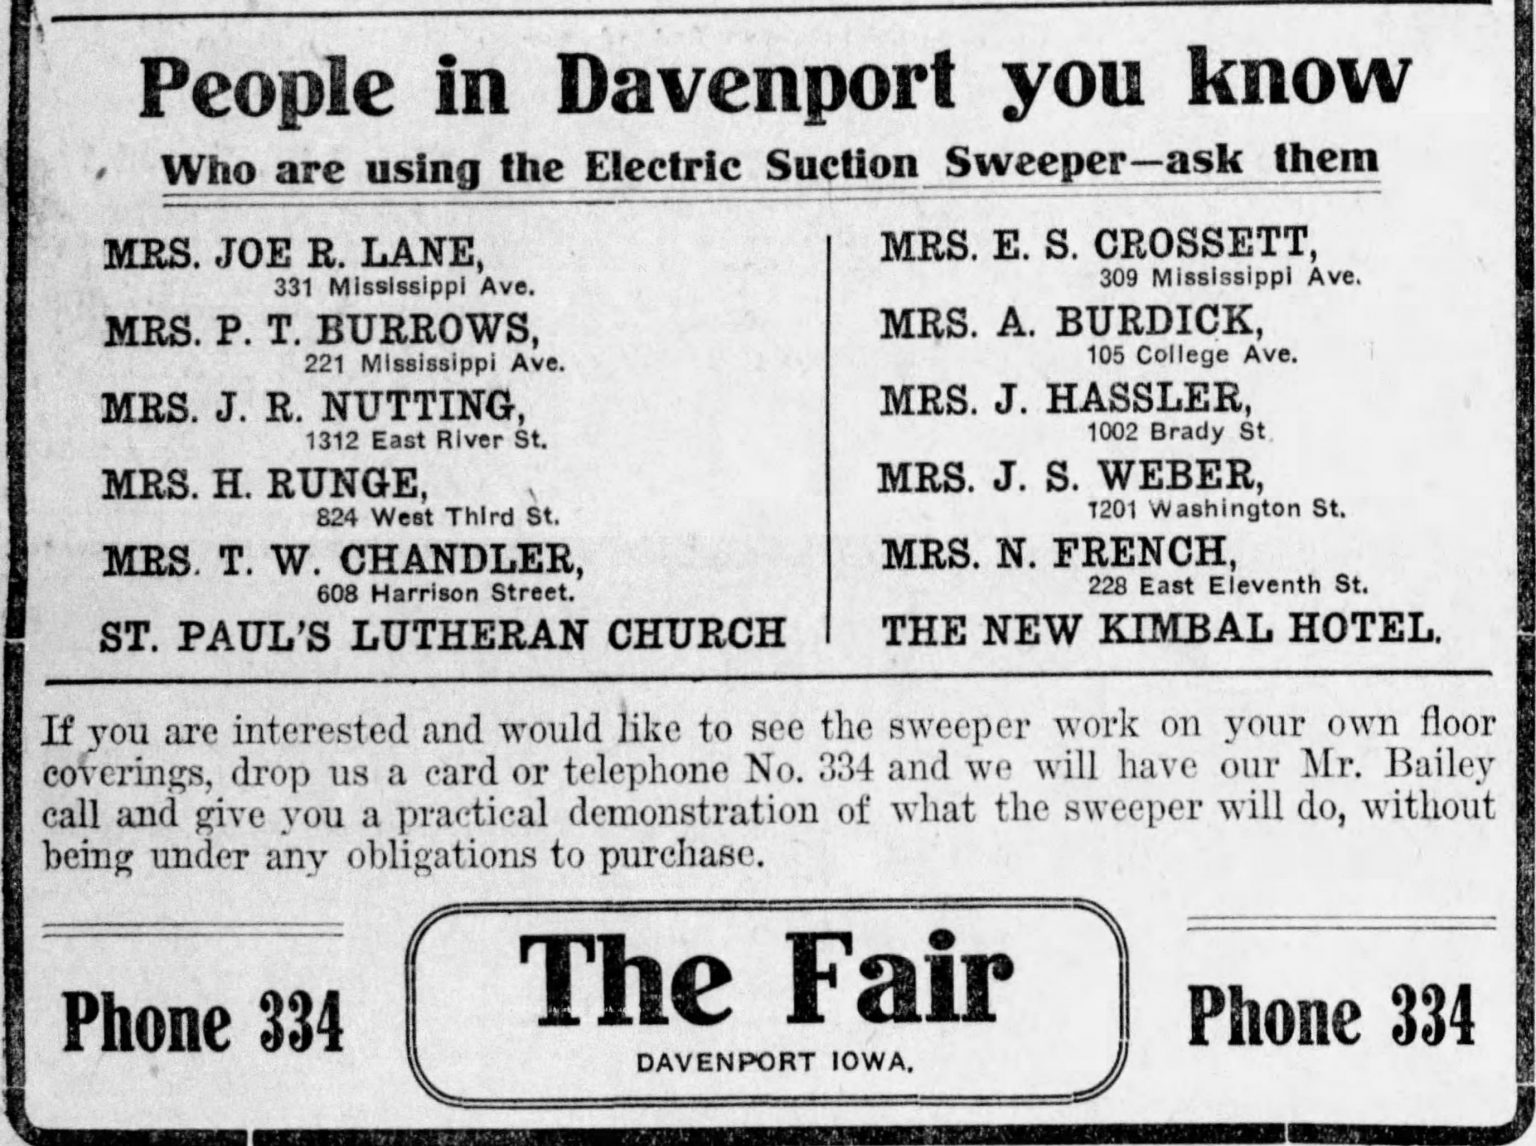 People in Davenport you know
Who are using the Electric Suction Sweeper—ask them
MRS. JOE R. LANE,
331 Mississippi Ave.
MRS. P. T. BURROWS,
221 Mississippi Ave.
MRS. J. R. NUTTING,
1312 East River St.
MRS. H. RUNGE,
824 West Third St.
MRS. T. W. CHANDLER,
608 Harrison Street.
ST. PAUL'S LUTHERAN CHURCH
MRS. E. S. CROSSETT,
309 Mississippi Ave.
MRS. A. BURDICK,
105 College Ave.
MRS. J. HASSLER,
1002 Brady St.
MRS. J. S. WEBER,
1201 Washington St.
MRS. N. FRENCH,
228 East Eleventh St.
THE NEW KIMBAL HOTEL.
If you are interested and would like to see the sweeper work on your own floor
coverings, drop us a card or telephone No. 334 and we will have our Mr. Bailey
call and give you a practical demonstration of what the sweeper will do, without
being under any obligations to purchase.
Phone 334
The Fair
DAVENPORT IOWA.
Phone 334